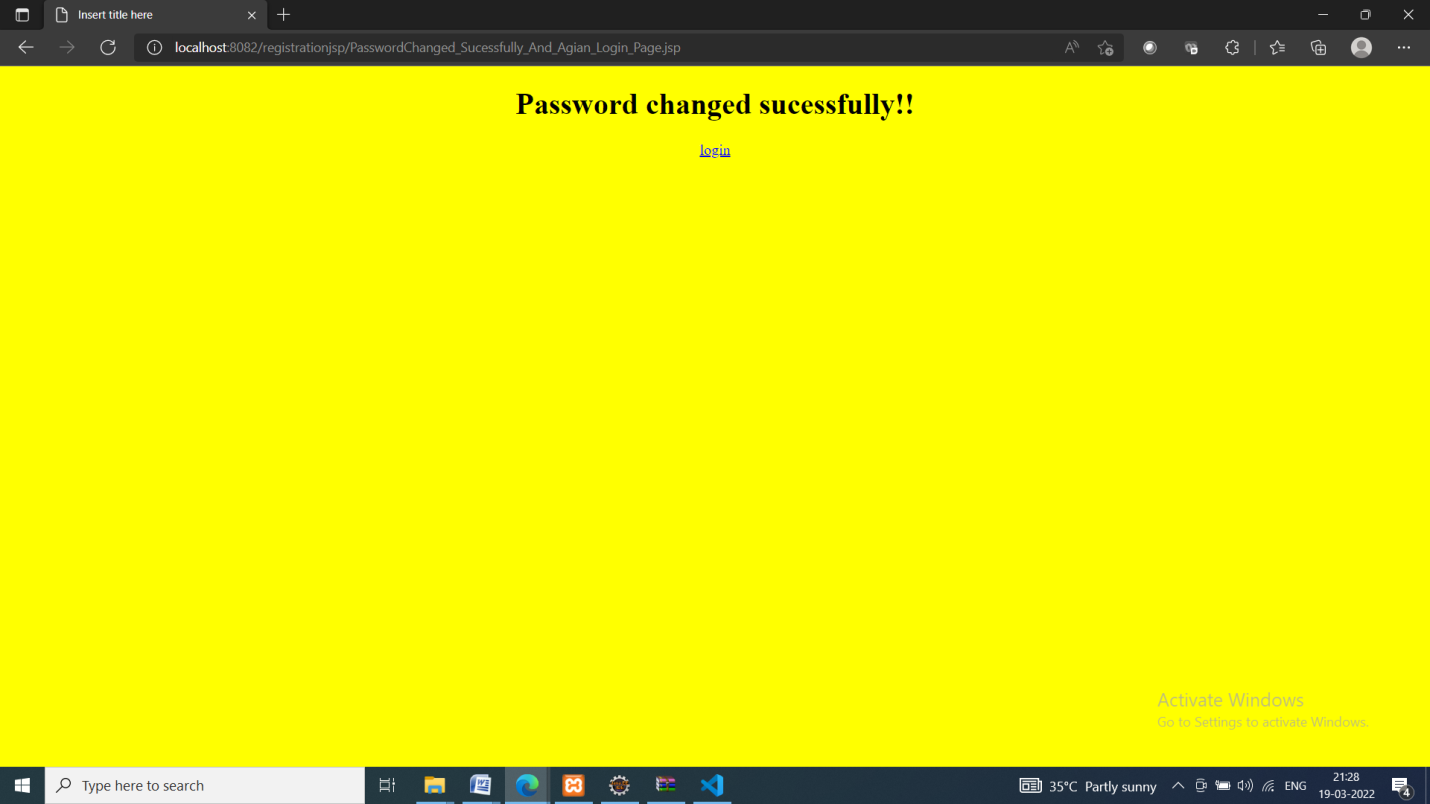 Insert title here
localhost:8082/registrationjsp/PasswordChanged_Sucessfully_And_Agian_Login_Page.jsp
Password changed sucessfully!!
login
Activate Windows
Go to Settings to activate Windows.
Type here to search
35°C Partly sunny
ENG
21:28
19-03-2022
4